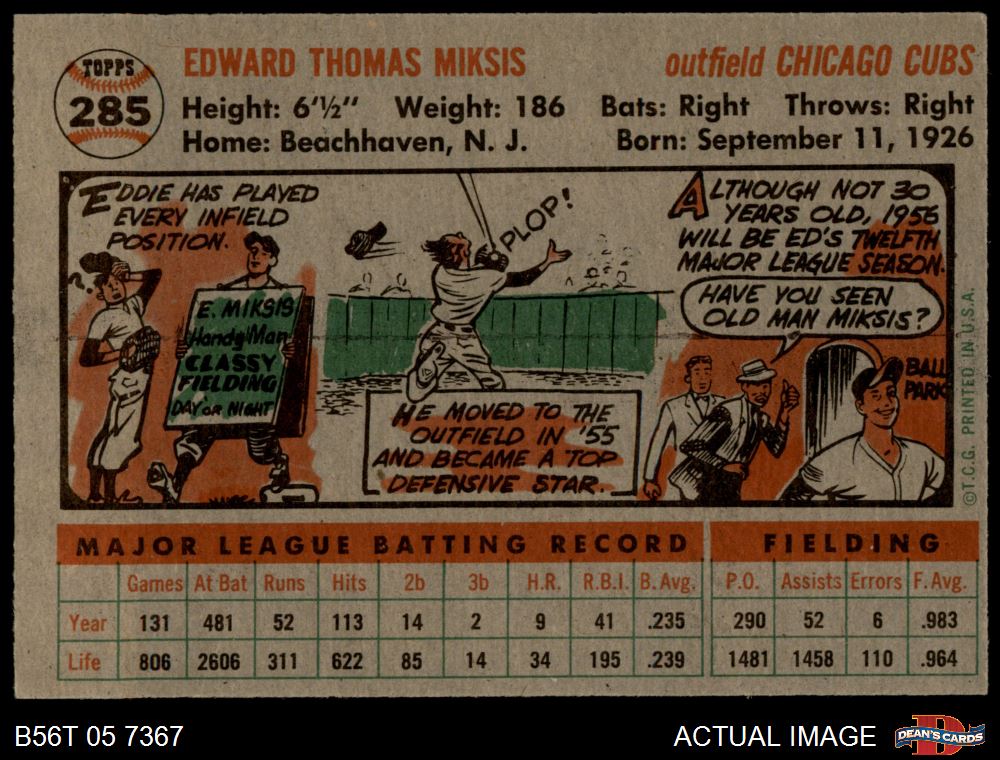 TOPPS
285
EDWARD THOMAS MIKSIS
outfield CHICAGO CUBS
Height: 6'½" Weight: 186 Bats: Right Throws: Right
Home: Beachhaven, N. J. Born: September 11, 1926
EDDIE HAS PLAYED
EVERY INFIELD
POSITION.
?
E. MIKSIS
Handy Man
CLASSY
FIELDING
DAY OR NIGHT
PLOP!
HE MOVED TO THE
OUTFIELD IN '55
AND BECAME A TOP
DEFENSIVE STAR.
ALTHOUGH NOT 30
YEARS OLD, 1956
WILL BE ED'S TWELFTH
MAJOR LEAGUE SEASON.
HAVE YOU SEEN
OLD MAN MIKSIS?
BALL
PARK
©T.C.G. PRINTED IN U.S.A.
MAJOR LEAGUE BATTING RECORD FIELDING
Games At Bat Runs Hits 2b 3b H.R. R.B.I. B. Avg. P.O. Assists Errors F. Avg.
Year 131 481 52 113 14 2 9 41 .235 290 52 6 .983
Life 806 2606 311 622 85 14 34 195 .239 1481 1458 110 .964
B56T 05 7367
ACTUAL IMAGE
DEAN'S CARDS